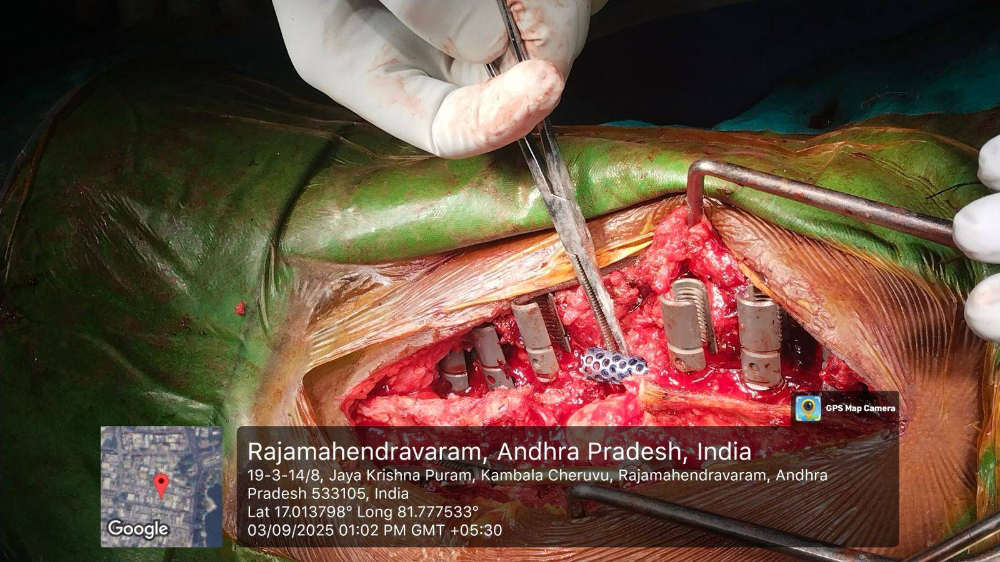 GPS Map Camera
Rajamahendravaram, Andhra Pradesh, India
19-3-14/8, Jaya Krishna Puram, Kambala Cheruvu, Rajamahendravaram, Andhra
Pradesh 533105, India
Lat 17.013798° Long 81.777533°
03/09/2025 01:02 PM GMT +05:30
Google